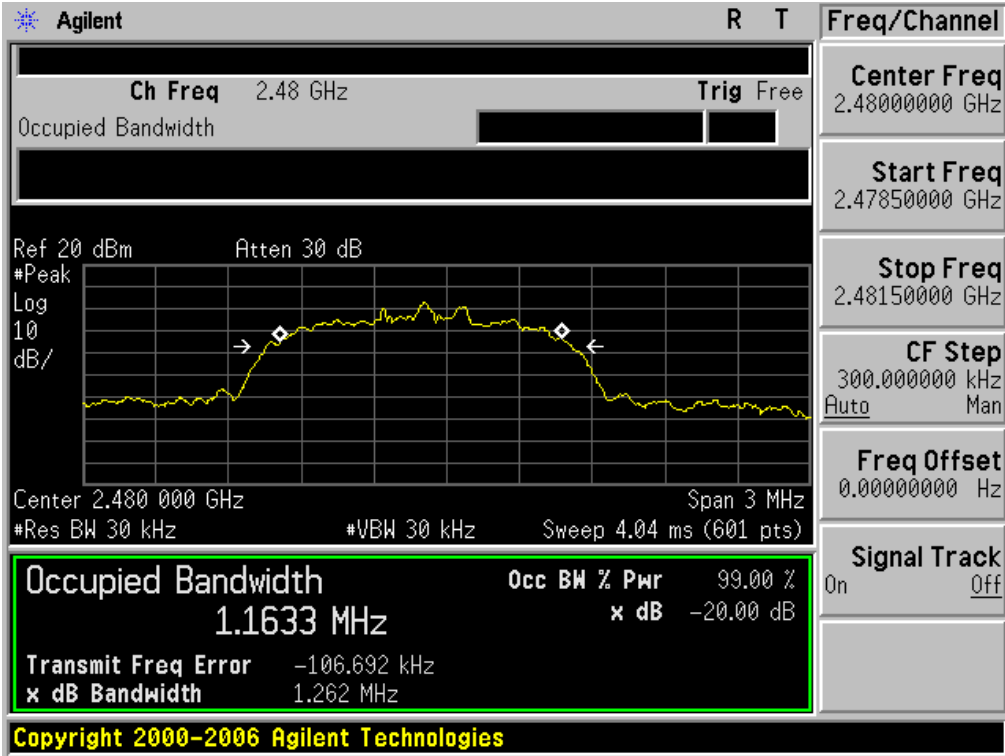 Agilent R T
Freq/Channel
Ch Freq 2.48 GHz Trig Free
Occupied Bandwidth
Center Freq
2.48000000 GHz
Start Freq
2.47850000 GHz
Stop Freq
2.48150000 GHz
CF Step
300.000000 kHz
Auto Man
Freq Offset
0.00000000 Hz
Signal Track
On Off
Ref 20 dBm Atten 30 dB
#Peak
Log
10
dB/
Center 2.480 000 GHz Span 3 MHz
#Res BW 30 kHz #VBW 30 kHz Sweep 4.04 ms (601 pts)
Occupied Bandwidth Occ BW % Pwr 99.00 %
1.1633 MHz x dB -20.00 dB
Transmit Freq Error -106.692 kHz
x dB Bandwidth 1.262 MHz
Copyright 2000-2006 Agilent Technologies